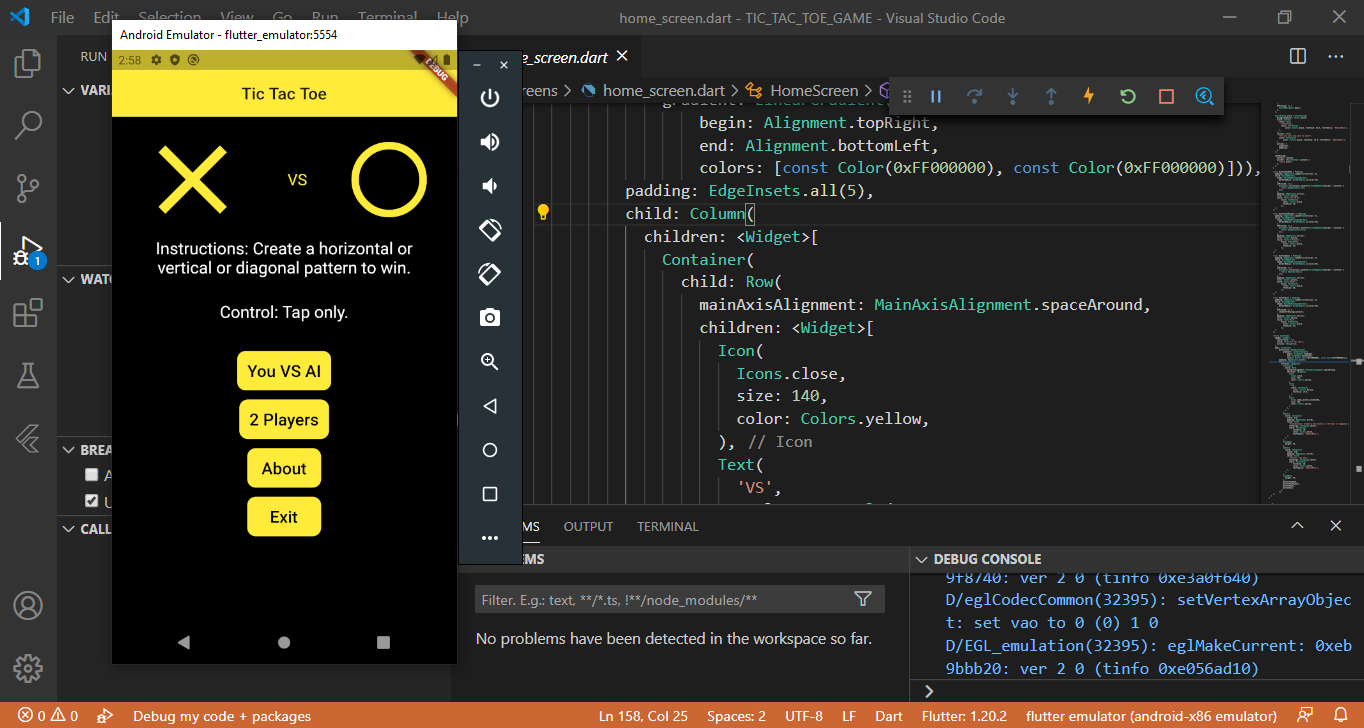 File Edit Selection View Go Run Terminal Help
home_screen.dart - TIC_TAC_TOE_GAME - Visual Studio Code
Android Emulator - flutter_emulator:5554
2:58
DEBUG
Tic Tac Toe
VS
Instructions: Create a horizontal or
vertical or diagonal pattern to win.
Control: Tap only.
You VS AI
2 Players
About
Exit
RUN
VARI
WATC
BREA
CALL
1
e_screen.dart
reens > home_screen.dart > HomeScreen >
begin: Alignment.topRight,
end: Alignment.bottomLeft,
colors: [const Color(0xFF000000), const Color(0xFF000000)])),
padding: EdgeInsets.all(5),
child: Column(
children: <Widget>[
Container(
child: Row(
mainAxisAlignment: MainAxisAlignment.spaceAround,
children: <Widget>[
Icon(
Icons.close,
size: 140,
color: Colors.yellow,
), // Icon
Text(
'VS',
MS OUTPUT TERMINAL
EMS
Filter. E.g.: text, **/*.ts, !**/node_modules/**
No problems have been detected in the workspace so far.
DEBUG CONSOLE
9f8740: ver 2 0 (tinfo 0xe3a0f640)
D/eglCodecCommon(32395): setVertexArrayObjec
t: set vao to 0 (0) 1 0
D/EGL_emulation(32395): eglMakeCurrent: 0xeb
9bbb20: ver 2 0 (tinfo 0xe056ad10)
0 0 Debug my code + packages
Ln 158, Col 25 Spaces: 2 UTF-8 LF Dart Flutter: 1.20.2 flutter emulator (android-x86 emulator)